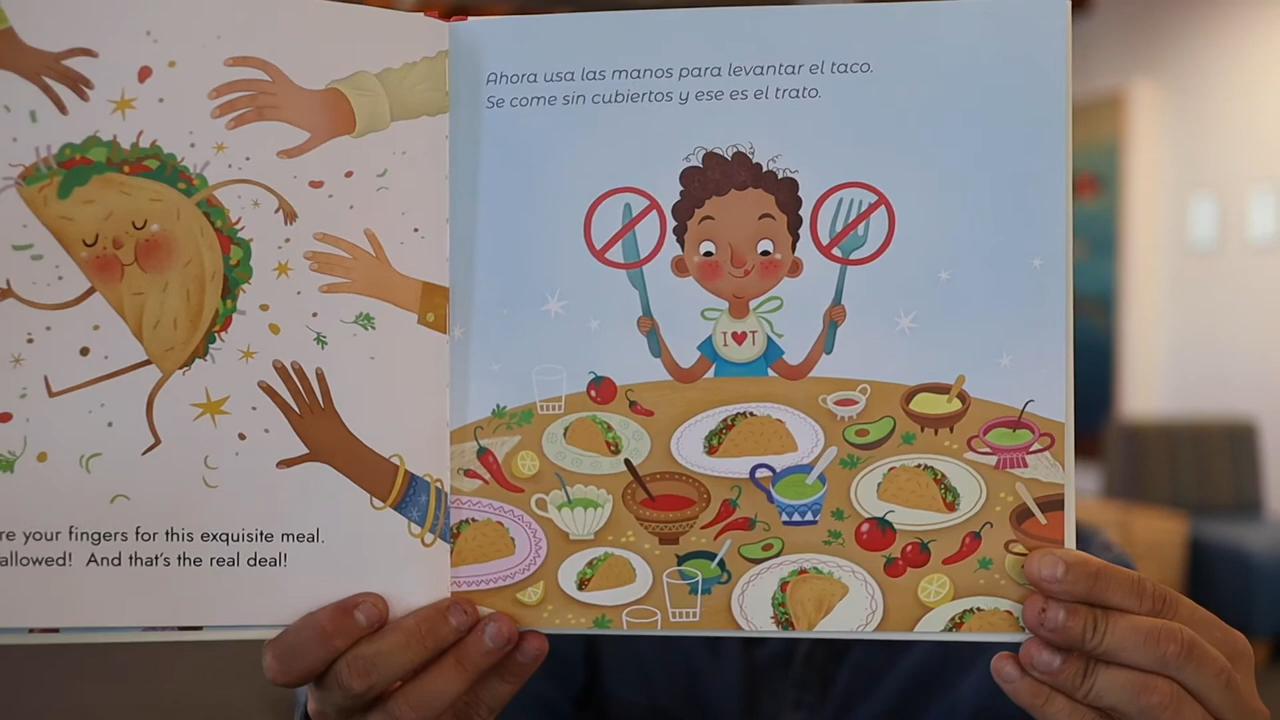 re your fingers for this exquisite meal.
allowed! And that's the real deal!
Ahora usa las manos para levantar el taco.
Se come sin cubiertos y ese es el trato.
I ♥ T